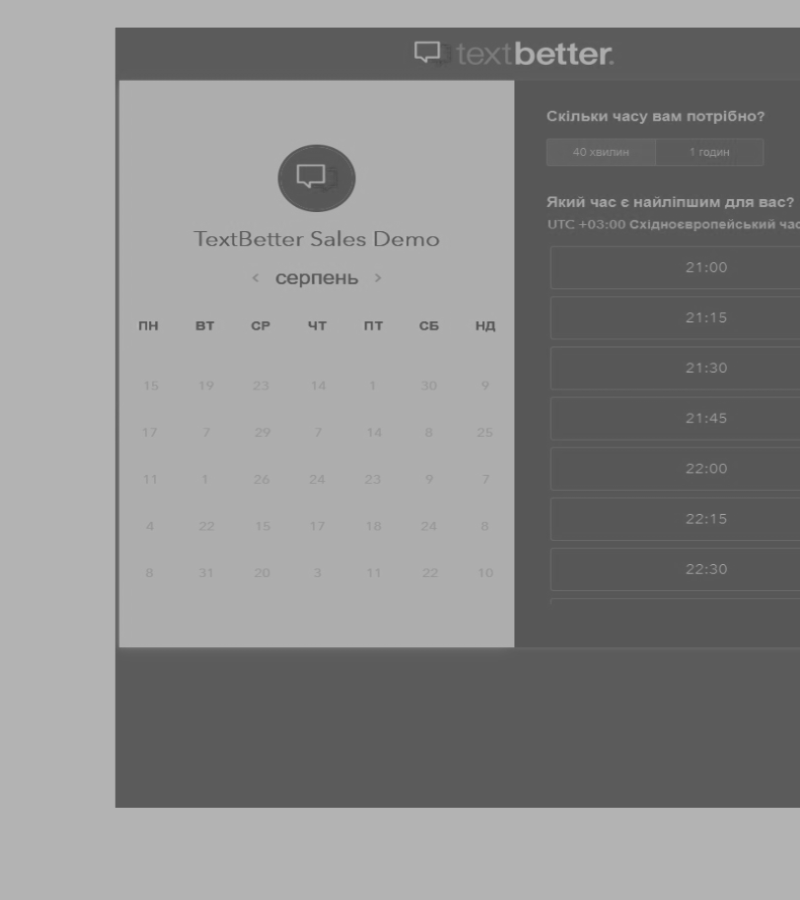 textbetter.
TextBetter Sales Demo
‹ серпень ›
ПН ВТ СР ЧТ ПТ СБ НД
15 19 23 14 1 30 9
17 7 29 7 14 8 25
11 1 26 24 23 9 7
4 22 15 17 18 24 8
8 31 20 3 11 22 10
Скільки часу вам потрібно?
40 хвилин 1 годин
Який час є найліпшим для вас?
UTC +03:00 Східноєвропейський час
21:00
21:15
21:30
21:45
22:00
22:15
22:30